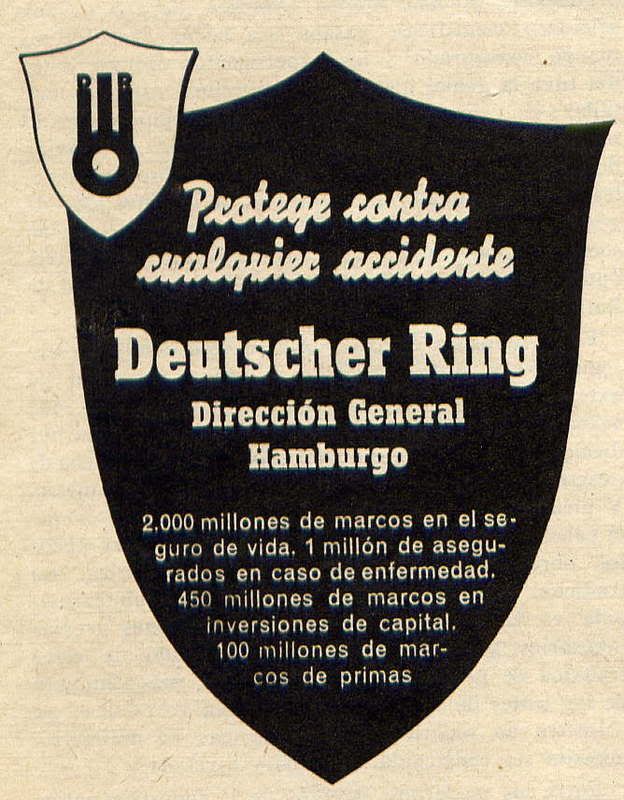 D R
Protege contra
cualquier accidente
Deutscher Ring
Dirección General
Hamburgo
2,000 millones de marcos en el se-
guro de vida. 1 millón de asegu-
rados en caso de enfermedad.
450 millones de marcos en
inversiones de capital.
100 millones de mar-
cos de primas